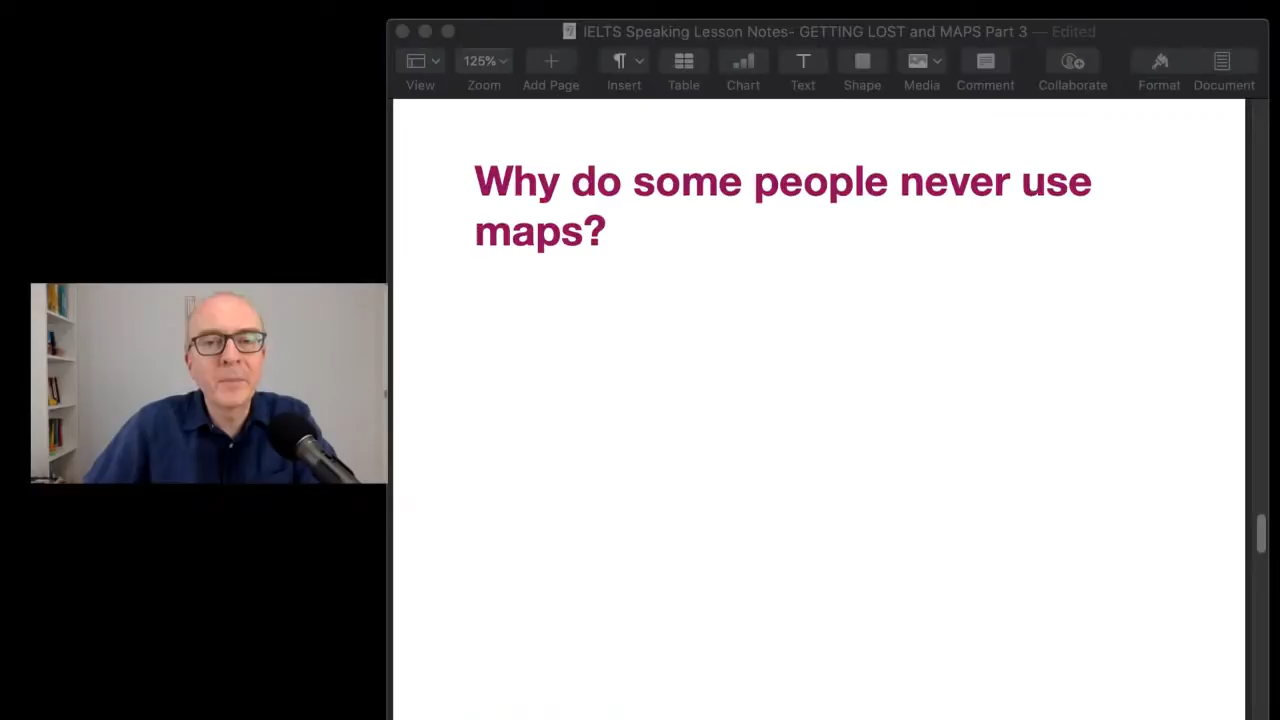 IELTS Speaking Lesson Notes- GETTING LOST and MAPS Part 3 — Edited
125%
View Zoom Add Page Insert Table Chart Text Shape Media Comment Collaborate Format Document
Why do some people never use
maps?